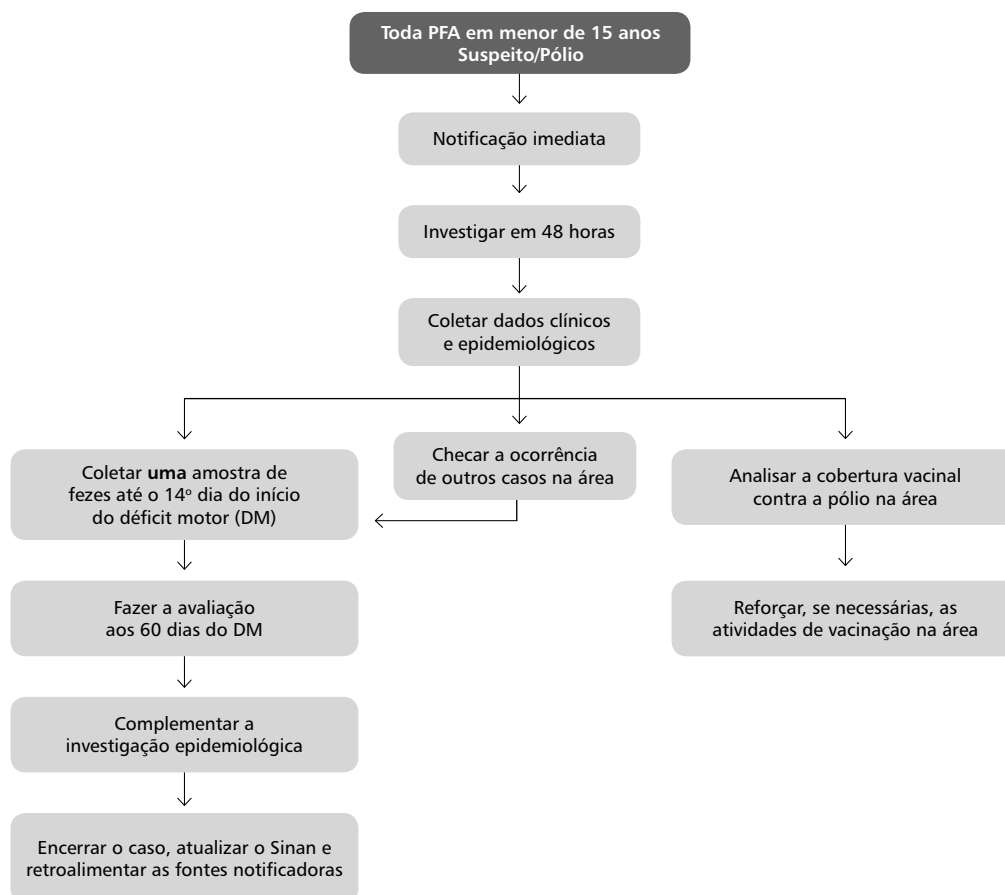 Toda PFA em menor de 15 anos
Suspeito/Pólio
Notificação imediata
Investigar em 48 horas
Coletar dados clínicos
e epidemiológicos
Coletar uma amostra de
fezes até o 14º dia do início
do déficit motor (DM)
Checar a ocorrência
de outros casos na área
Analisar a cobertura vacinal
contra a pólio na área
Fazer a avaliação
aos 60 dias do DM
Reforçar, se necessárias, as
atividades de vacinação na área
Complementar a
investigação epidemiológica
Encerrar o caso, atualizar o Sinan e
retroalimentar as fontes notificadoras